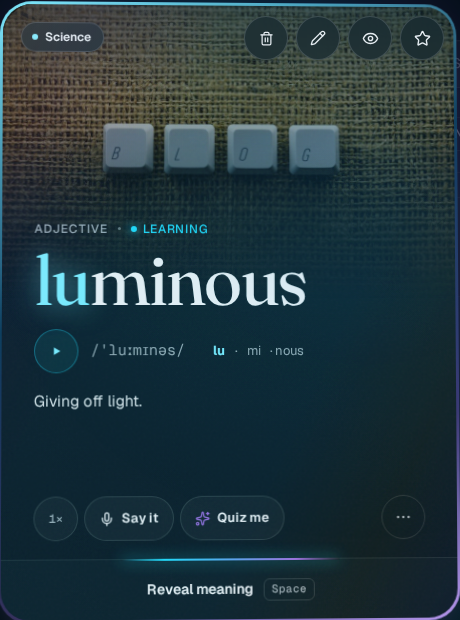 Science
B L O G
ADJECTIVE • LEARNING
luminous
/ˈluːmɪnəs/ lu · mi · nous
Giving off light.
1× Say it Quiz me ···
Reveal meaning Space